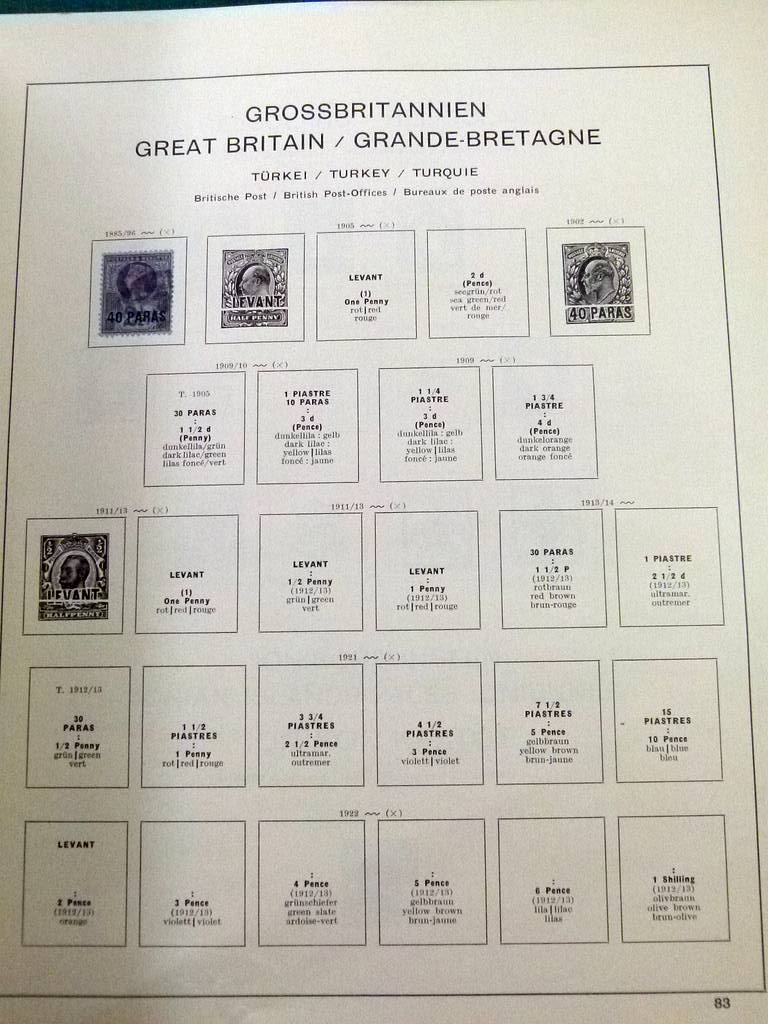 GROSSBRITANNIEN
GREAT BRITAIN / GRANDE-BRETAGNE
TÜRKEI / TURKEY / TURQUIE
Britische Post / British Post-Offices / Bureaux de poste anglais
1885/96 ~ (×)
40 PARAS
LEVANT
HALF PENNY
1905 ~ (×)
LEVANT
(1)
One Penny
rot|red
rouge
2 d
(Pence)
seegrün/rot
sea green/red
vert de mer/
rouge
1902 ~ (×)
40 PARAS
1909/10 ~ (×)
T. 1905
30 PARAS
:
1 1/2 d
(Penny)
dunkellila/grün
dark lilac/green
lilas foncé/vert
1 PIASTRE
10 PARAS
:
3 d
(Pence)
dunkellila : gelb
dark lilac :
yellow|lilas
foncé : jaune
1909 ~ (×)
1 1/4
PIASTRE
:
3 d
(Pence)
dunkellila : gelb
dark lilac :
yellow|lilas
foncé : jaune
1 3/4
PIASTRE
:
4 d
(Pence)
dunkelorange
dark orange
orange foncé
1911/13 ~ (×)
1/2
1/2
LEVANT
HALFPENNY
LEVANT
(1)
One Penny
rot|red|rouge
1911/13 ~ (×)
LEVANT
:
1/2 Penny
(1912/13)
grün|green
vert
LEVANT
:
1 Penny
(1912/13)
rot|red|rouge
1913/14 ~
30 PARAS
:
1 1/2 P
(1912/13)
rotbraun
red brown
brun-rouge
1 PIASTRE
:
2 1/2 d
(1912/13)
ultramar.
outremer
1921 ~ (×)
T. 1912/13
30
PARAS
:
1/2 Penny
grün|green
vert
1 1/2
PIASTRES
:
1 Penny
rot|red|rouge
3 3/4
PIASTRES
:
2 1/2 Pence
ultramar.
outremer
4 1/2
PIASTRES
:
3 Pence
violett|violet
7 1/2
PIASTRES
:
5 Pence
gelbbraun
yellow brown
brun-jaune
15
PIASTRES
:
10 Pence
blau|blue
bleu
1922 ~ (×)
LEVANT
:
2 Pence
(1912/13)
orange
:
3 Pence
(1912/13)
violett|violet
:
4 Pence
(1912/13)
grünschiefer
green slate
ardoise-vert
:
5 Pence
(1912/13)
gelbbraun
yellow brown
brun-jaune
:
6 Pence
(1912/13)
lila|lilac
lilas
:
1 Shilling
(1912/13)
olivbraun
olive brown
brun-olive
83